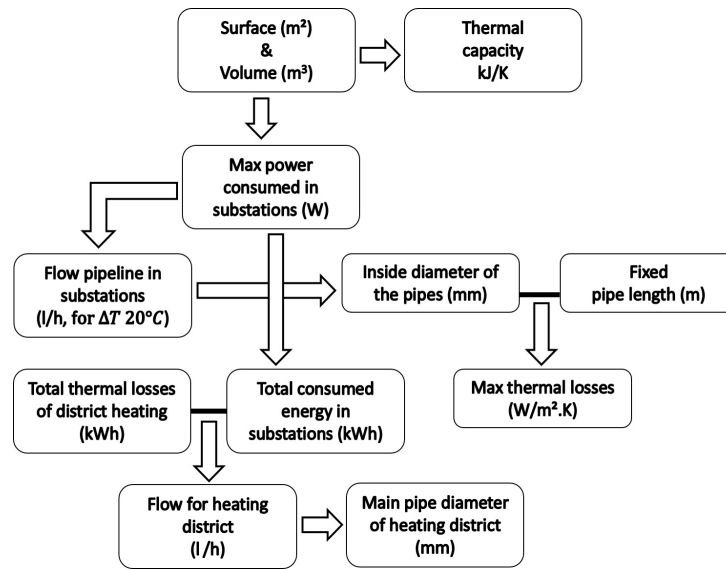 Surface (m²)
&
Volume (m³)
Thermal
capacity
kJ/K
Max power
consumed in
substations (W)
Flow pipeline in
substations
(l/h, for ΔT 20°C)
Inside diameter of
the pipes (mm)
Fixed
pipe length (m)
Total thermal losses
of district heating
(kWh)
Total consumed
energy in
substations (kWh)
Max thermal losses
(W/m².K)
Flow for heating
district
(l /h)
Main pipe diameter
of heating district
(mm)